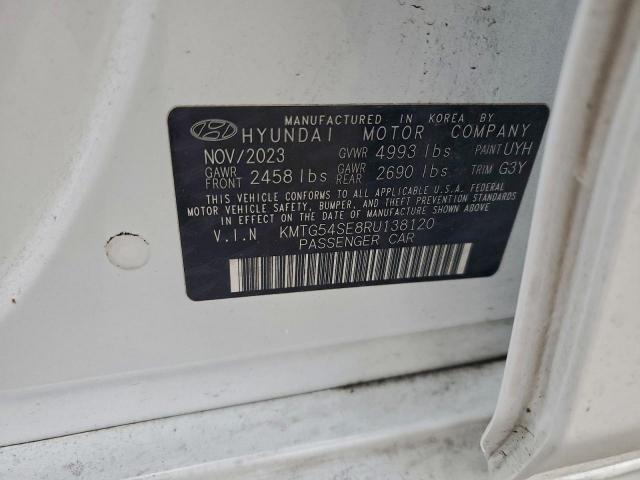 MANUFACTURED IN KOREA BY
HYUNDAI MOTOR COMPANY
NOV/2023 GVWR 4993 lbs PAINT UYH
GAWR FRONT 2458 lbs GAWR REAR 2690 lbs TRIM G3Y
THIS VEHICLE CONFORMS TO ALL APPLICABLE U.S.A. FEDERAL
MOTOR VEHICLE SAFETY, BUMPER, AND THEFT PREVENTION
STANDARDS IN EFFECT ON THE DATE OF MANUFACTURE SHOWN ABOVE.
V.I.N KMTG54SE8RU138120
PASSENGER CAR